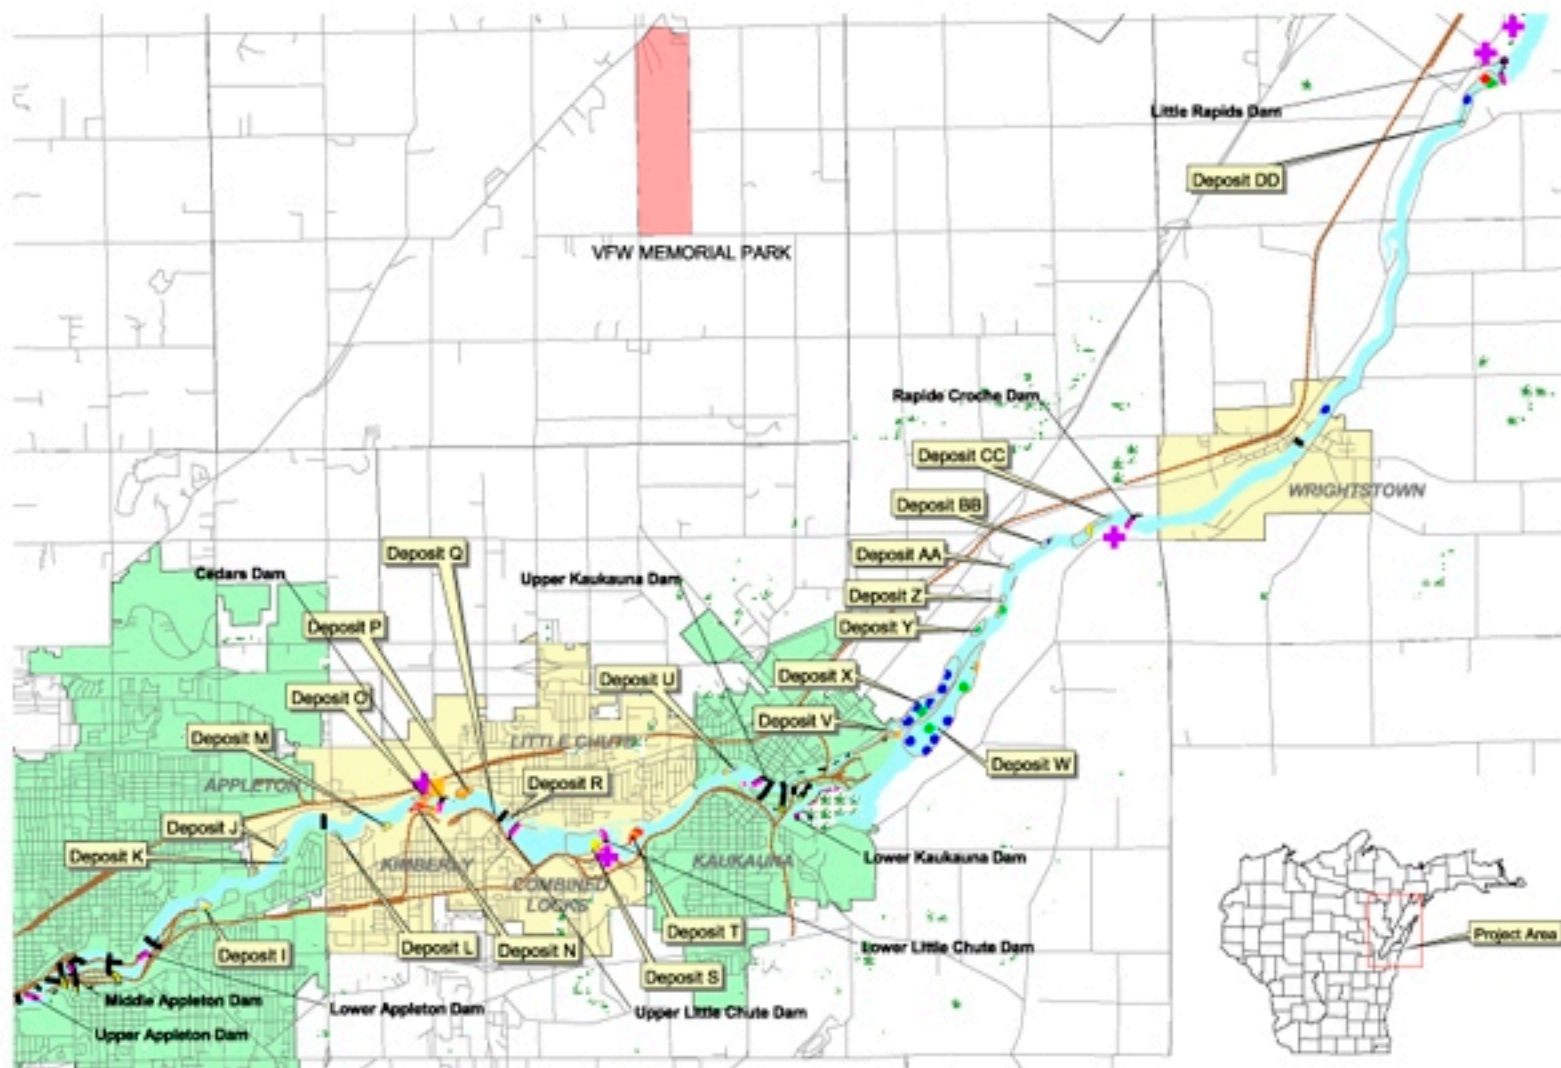 Little Rapids Dam
Deposit DD
VFW MEMORIAL PARK
Rapide Croche Dam
Deposit CC
WRIGHTSTOWN
Deposit BB
Deposit Q
Deposit AA
Cedars Dam
Upper Kaukauna Dam
Deposit Z
Deposit P
Deposit Y
Deposit U
Deposit X
Deposit O
Deposit V
Deposit M
LITTLE CHUTE
Deposit W
APPLETON
Deposit R
Deposit J
Deposit K
KIMBERLY
KAUKAUNA
Lower Kaukauna Dam
COMBINED
LOCKS
Deposit T
Project Area
Deposit I
Deposit L
Deposit N
Lower Little Chute Dam
Deposit S
Middle Appleton Dam
Lower Appleton Dam
Upper Little Chute Dam
Upper Appleton Dam